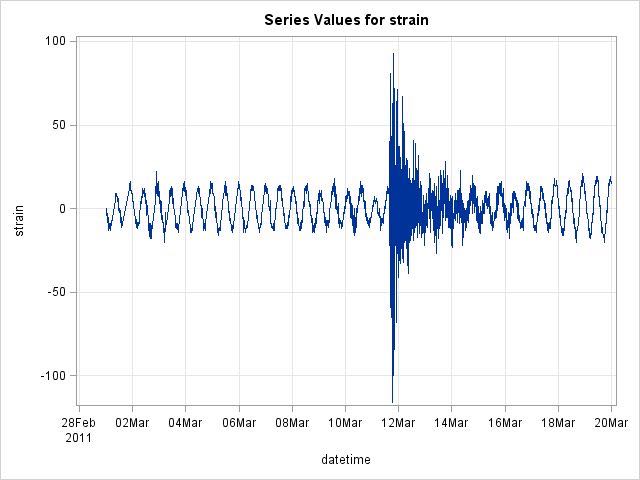 Series Values for strain
100
50
0
-50
-100
strain
28Feb 02Mar 04Mar 06Mar 08Mar 10Mar 12Mar 14Mar 16Mar 18Mar 20Mar
2011
datetime